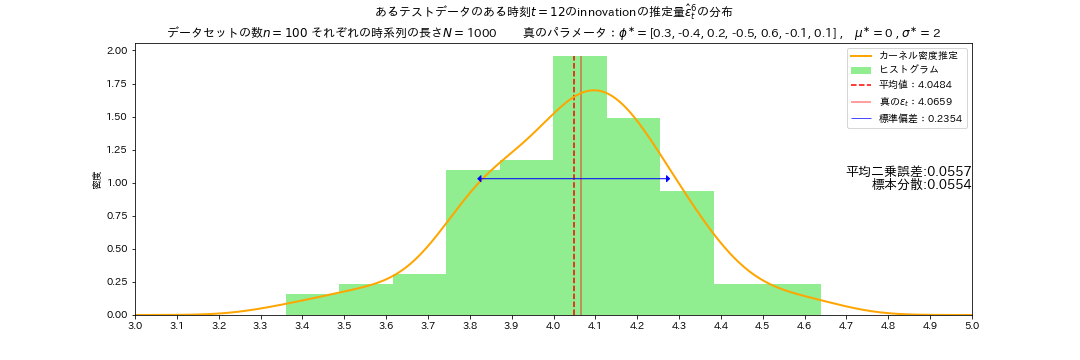 あるテストデータのある時刻t = 12のinnovationの推定量ε̂_t^6の分布
データセットの数n = 100 それぞれの時系列の長さN = 1000 真のパラメータ：ϕ* = [0.3, -0.4, 0.2, -0.5, 0.6, -0.1, 0.1] , μ* = 0 , σ* = 2
密度
2.00
1.75
1.50
1.25
1.00
0.75
0.50
0.25
0.00
3.0 3.1 3.2 3.3 3.4 3.5 3.6 3.7 3.8 3.9 4.0 4.1 4.2 4.3 4.4 4.5 4.6 4.7 4.8 4.9 5.0
カーネル密度推定
ヒストグラム
平均値：4.0484
真のε_t：4.0659
標準偏差：0.2354
平均二乗誤差:0.0557
標本分散:0.0554